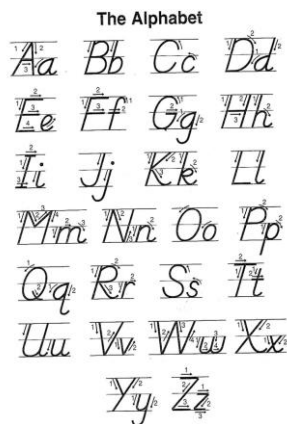 The Alphabet
Aa Bb Cc Dd
Ee Ff Gg Hh
Ii Jj Kk Ll
Mm Nn Oo Pp
Qq Rr Ss Tt
Uu Vv Ww Xx
Yy Zz